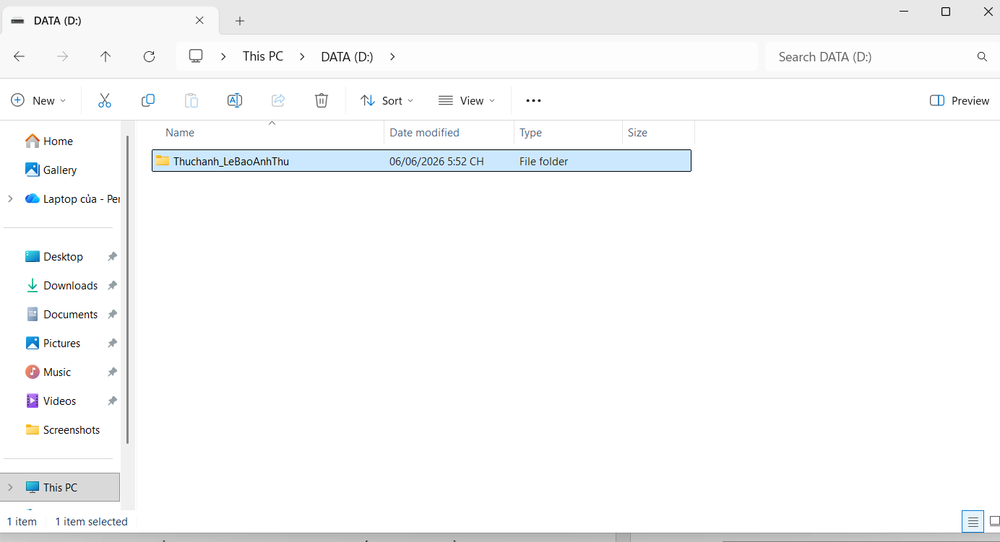 DATA (D:)
This PC > DATA (D:) >
Search DATA (D:)
New
Sort
View
Preview
Name Date modified Type Size
Thuchanh_LeBaoAnhThu 06/06/2026 5:52 CH File folder
Home
Gallery
Laptop của - Per
Desktop
Downloads
Documents
Pictures
Music
Videos
Screenshots
This PC
1 item 1 item selected